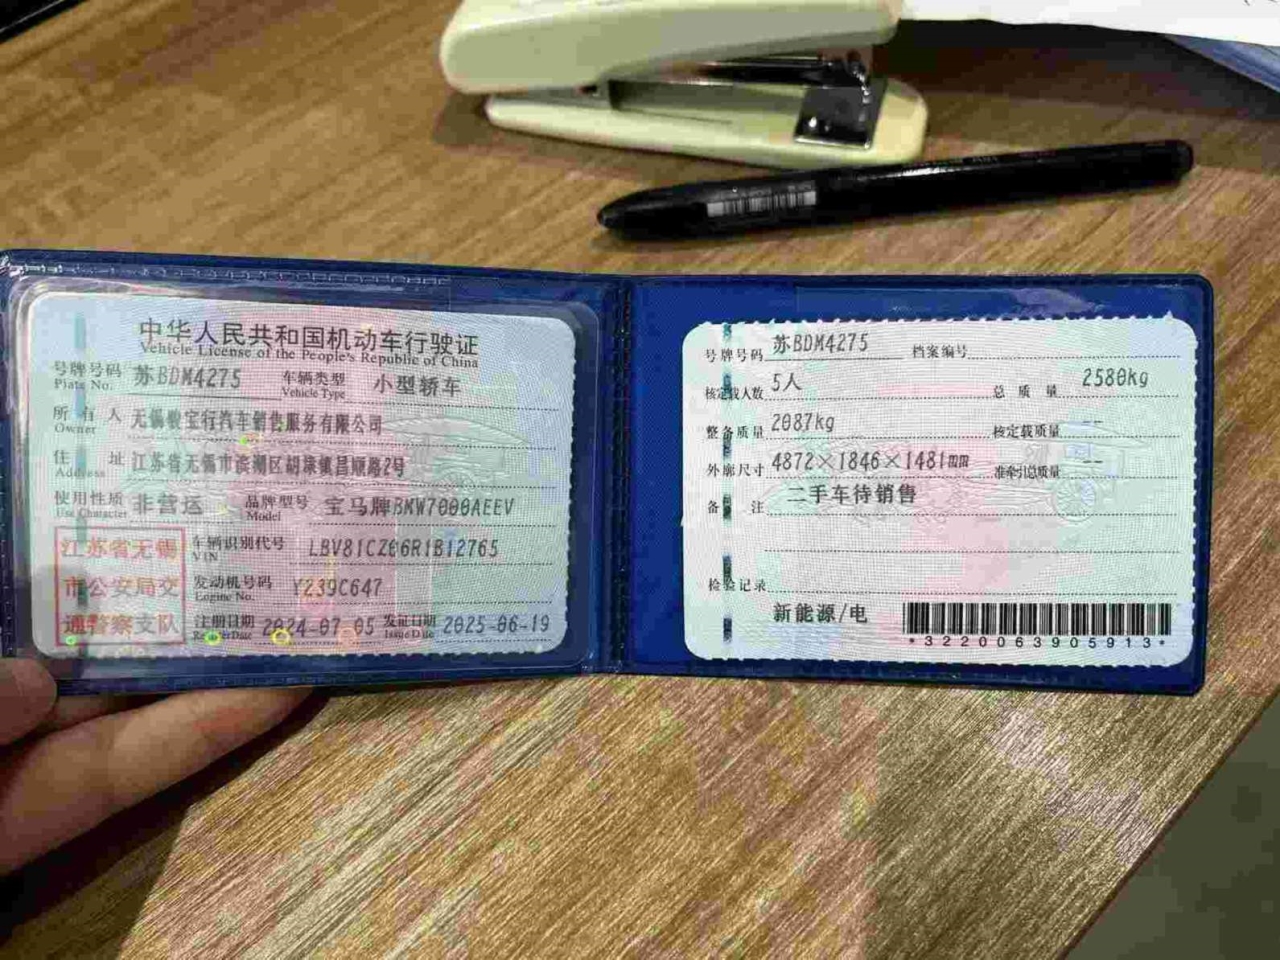 中华人民共和国机动车行驶证
Vehicle License of the People's Republic of China
号牌号码 苏BDM4275 车辆类型 小型轿车
Plate No. Vehicle Type
所有人 无锡骏宝行汽车销售服务有限公司
Owner
住址 江苏省无锡市滨湖区胡埭镇昌顺路2号
Address
使用性质 非营运 品牌型号 宝马牌BMW7000AEEV
Use Character Model
江苏省无锡
市公安局交
通警察支队
车辆识别代号 LBV81CZ06R1B12765
VIN
发动机号码 Y239C647
Engine No.
注册日期 2024-07-05 发证日期 2025-06-19
Register Date Issue Date
号牌号码 苏BDM4275 档案编号
核定载人数 5人 总质量 2580kg
整备质量 2087kg 核定载质量 --
外廓尺寸 4872×1846×1481mm 准牵引总质量 --
备注 二手车待销售
检验记录
新能源/电
*3220063905913*